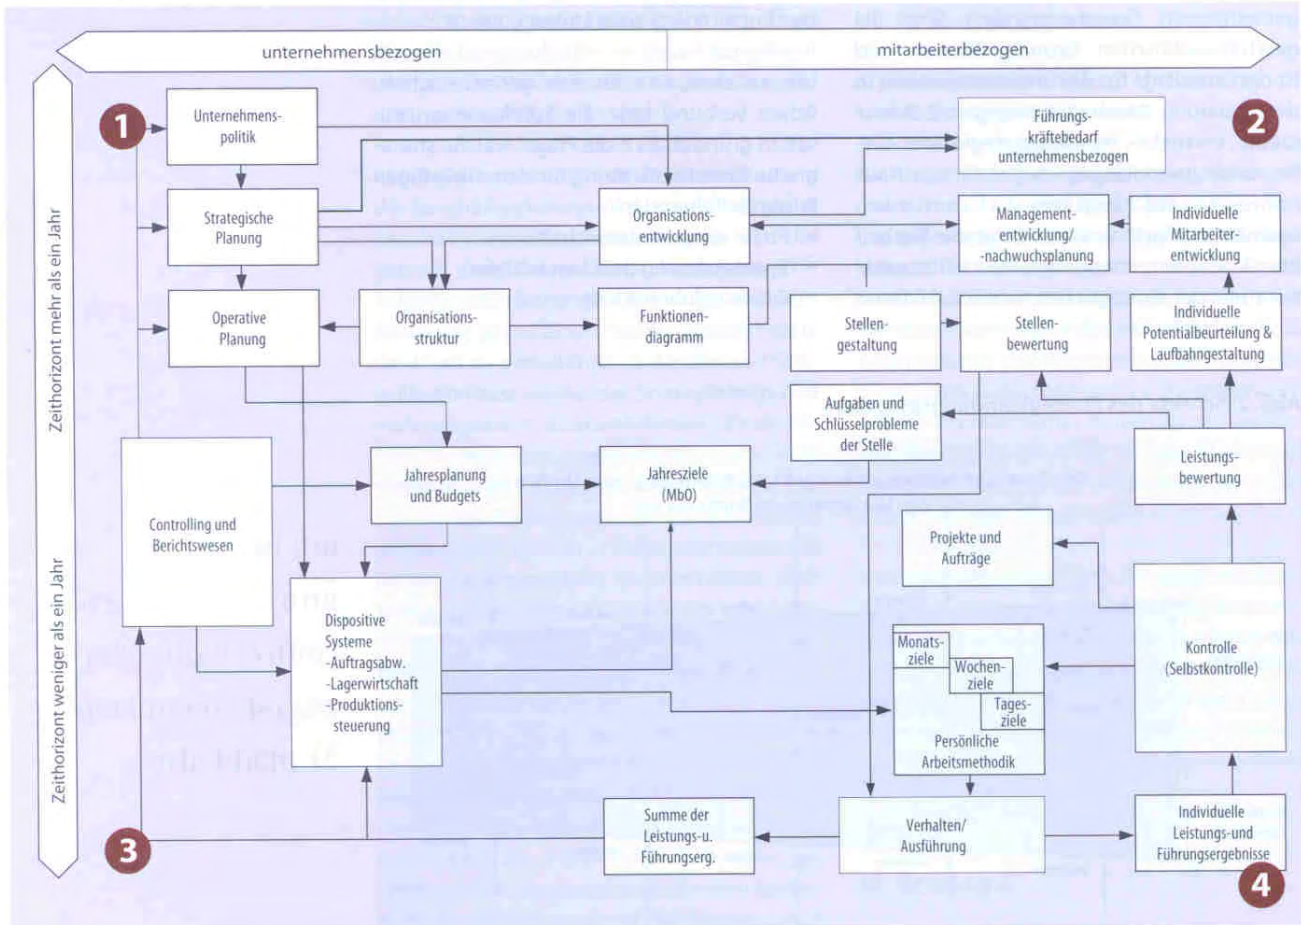 unternehmensbezogen
mitarbeiterbezogen
Zeithorizont mehr als ein Jahr
Zeithorizont weniger als ein Jahr
1
Unternehmens-
politik
Führungs-
kräftebedarf
unternehmensbezogen
2
Strategische
Planung
Organisations-
entwicklung
Management-
entwicklung/
-nachwuchsplanung
Individuelle
Mitarbeiter-
entwicklung
Operative
Planung
Organisations-
struktur
Funktionen-
diagramm
Stellen-
gestaltung
Stellen-
bewertung
Individuelle
Potentialbeurteilung &
Laufbahngestaltung
Aufgaben und
Schlüsselprobleme
der Stelle
Controlling und
Berichtswesen
Jahresplanung
und Budgets
Jahresziele
(MbO)
Leistungs-
bewertung
Projekte und
Aufträge
Dispositive
Systeme
-Auftragsabw.
-Lagerwirtschaft
-Produktions-
steuerung
Monats-
ziele
Wochen-
ziele
Tages-
ziele
Persönliche
Arbeitsmethodik
Kontrolle
(Selbstkontrolle)
3
Summe der
Leistungs-u.
Führungserg.
Verhalten/
Ausführung
Individuelle
Leistungs-und
Führungsergebnisse
4